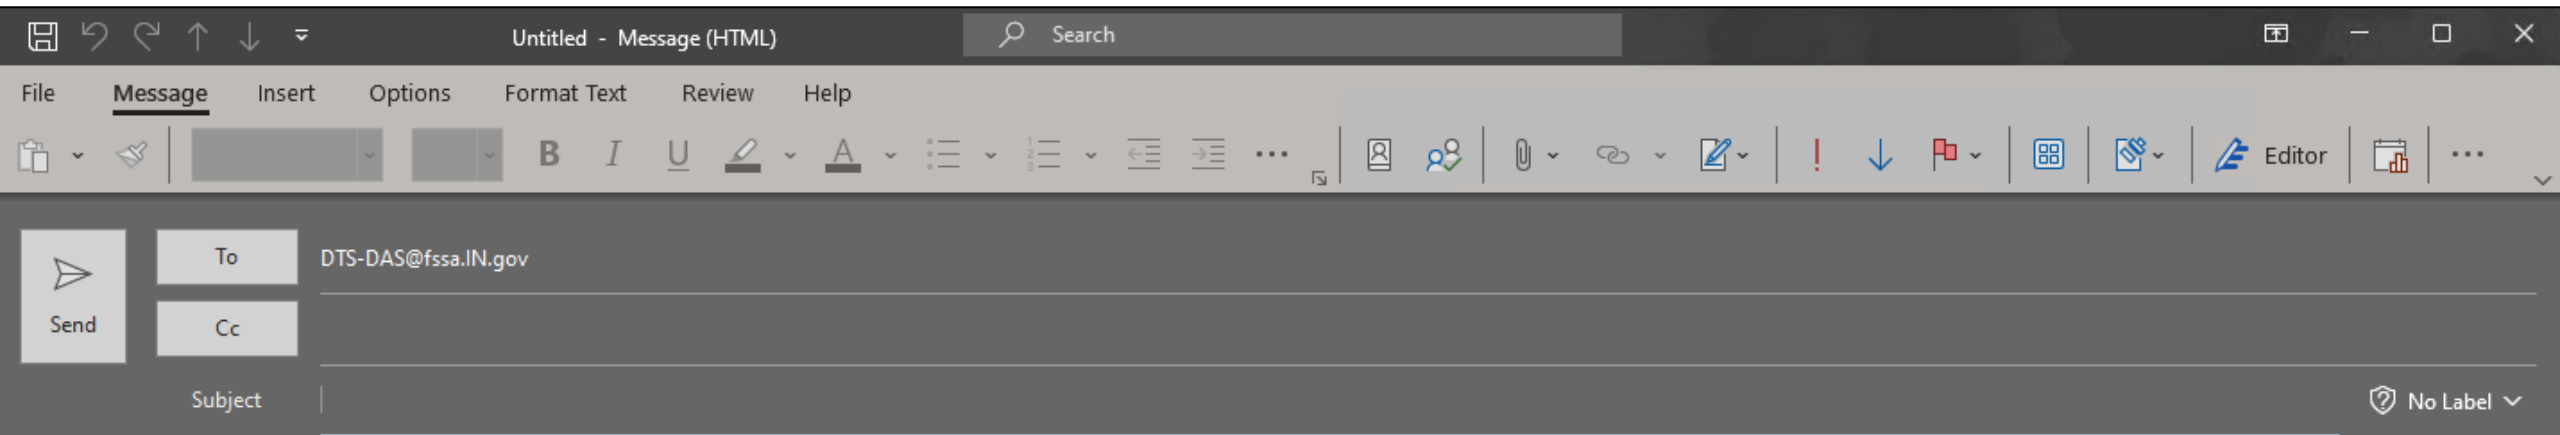 Untitled - Message (HTML)
Search
File Message Insert Options Format Text Review Help
B I U A Editor
To DTS-DAS@fssa.IN.gov
Send
Cc
Subject
No Label